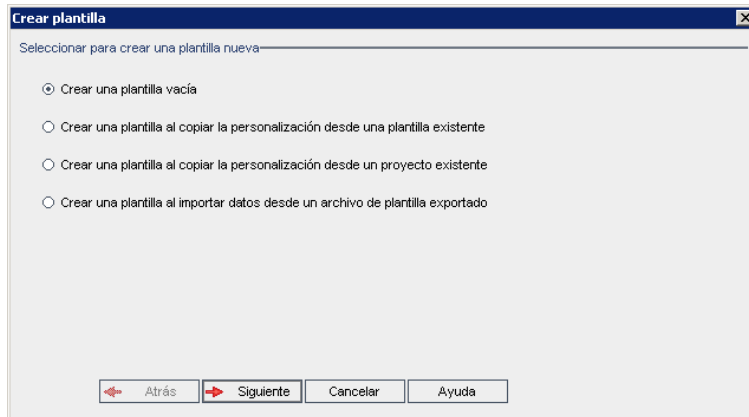 Crear plantilla
Seleccionar para crear una plantilla nueva
Crear una plantilla vacía
Crear una plantilla al copiar la personalización desde una plantilla existente
Crear una plantilla al copiar la personalización desde un proyecto existente
Crear una plantilla al importar datos desde un archivo de plantilla exportado
Atrás Siguiente Cancelar Ayuda